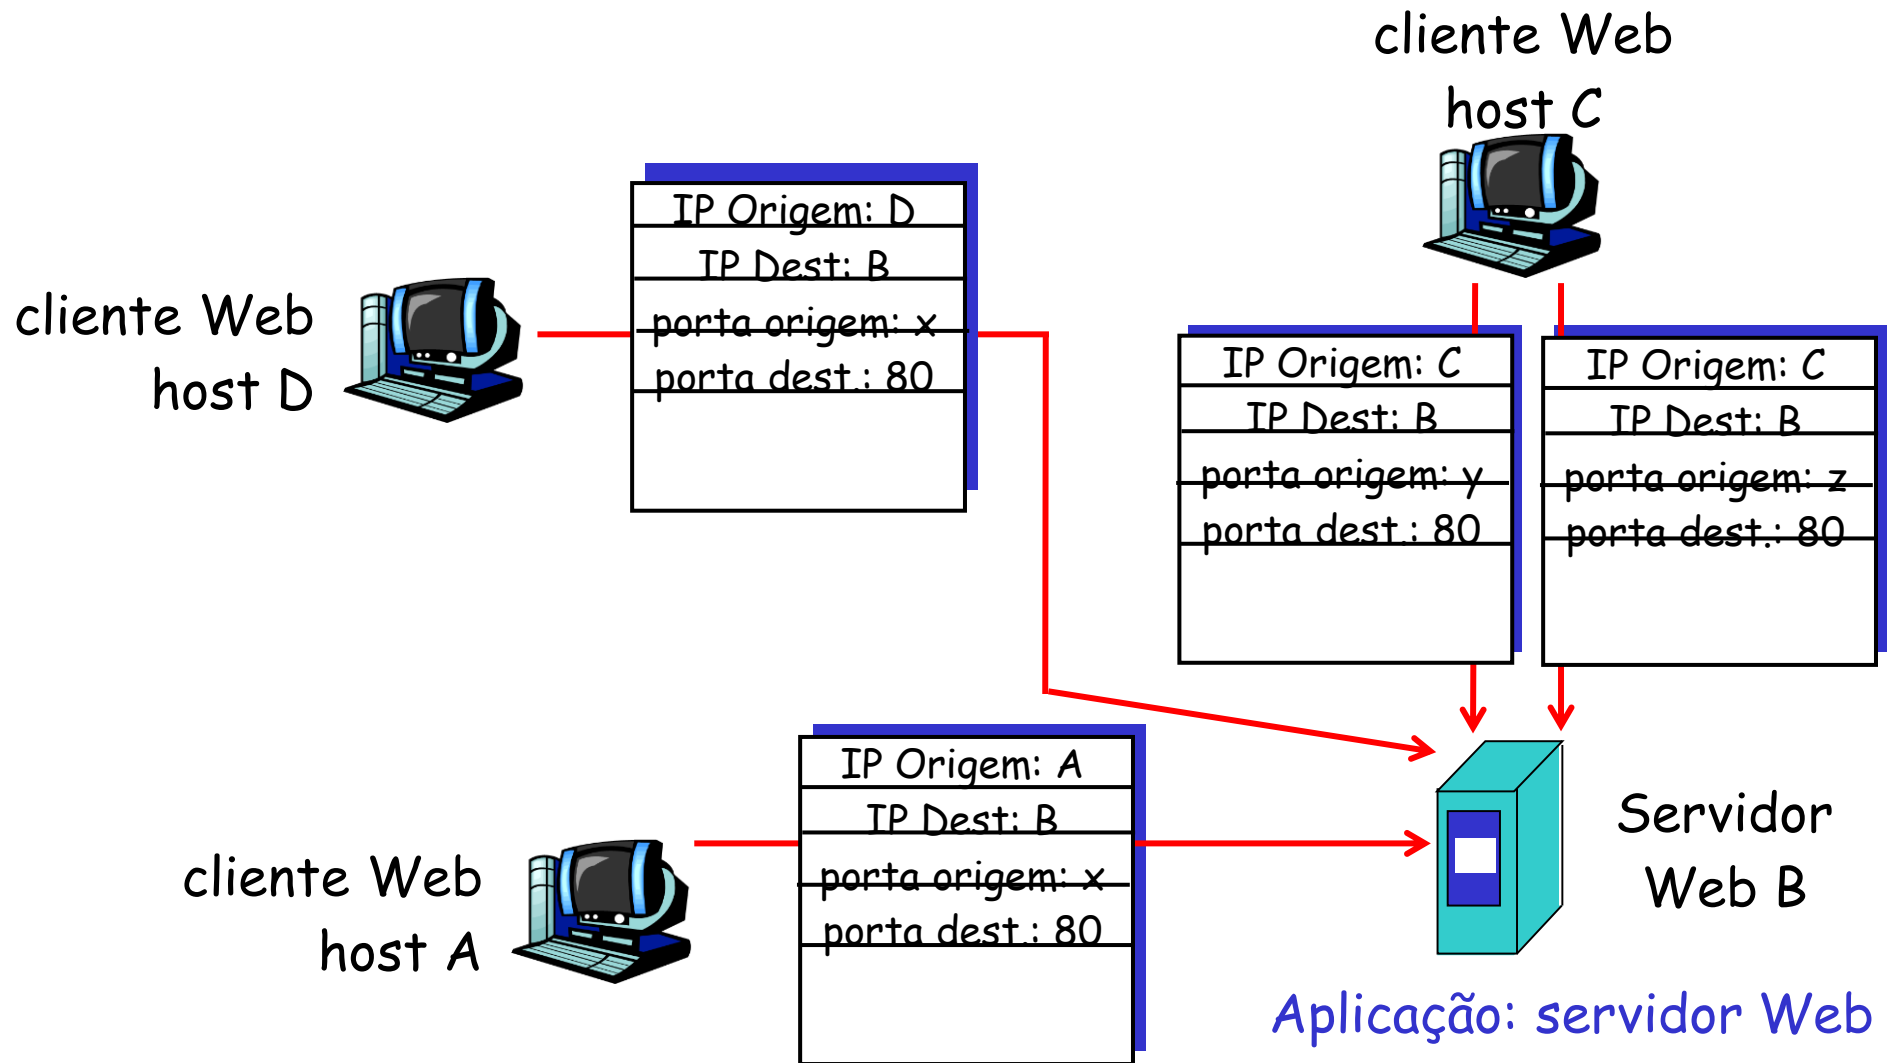 cliente Web
host C
IP Origem: D
IP Dest: B
porta origem: x
porta dest.: 80
cliente Web
host D
IP Origem: C
IP Dest: B
porta origem: y
porta dest.: 80
IP Origem: C
IP Dest: B
porta origem: z
porta dest.: 80
IP Origem: A
IP Dest: B
porta origem: x
porta dest.: 80
cliente Web
host A
Servidor
Web B
Aplicação: servidor Web